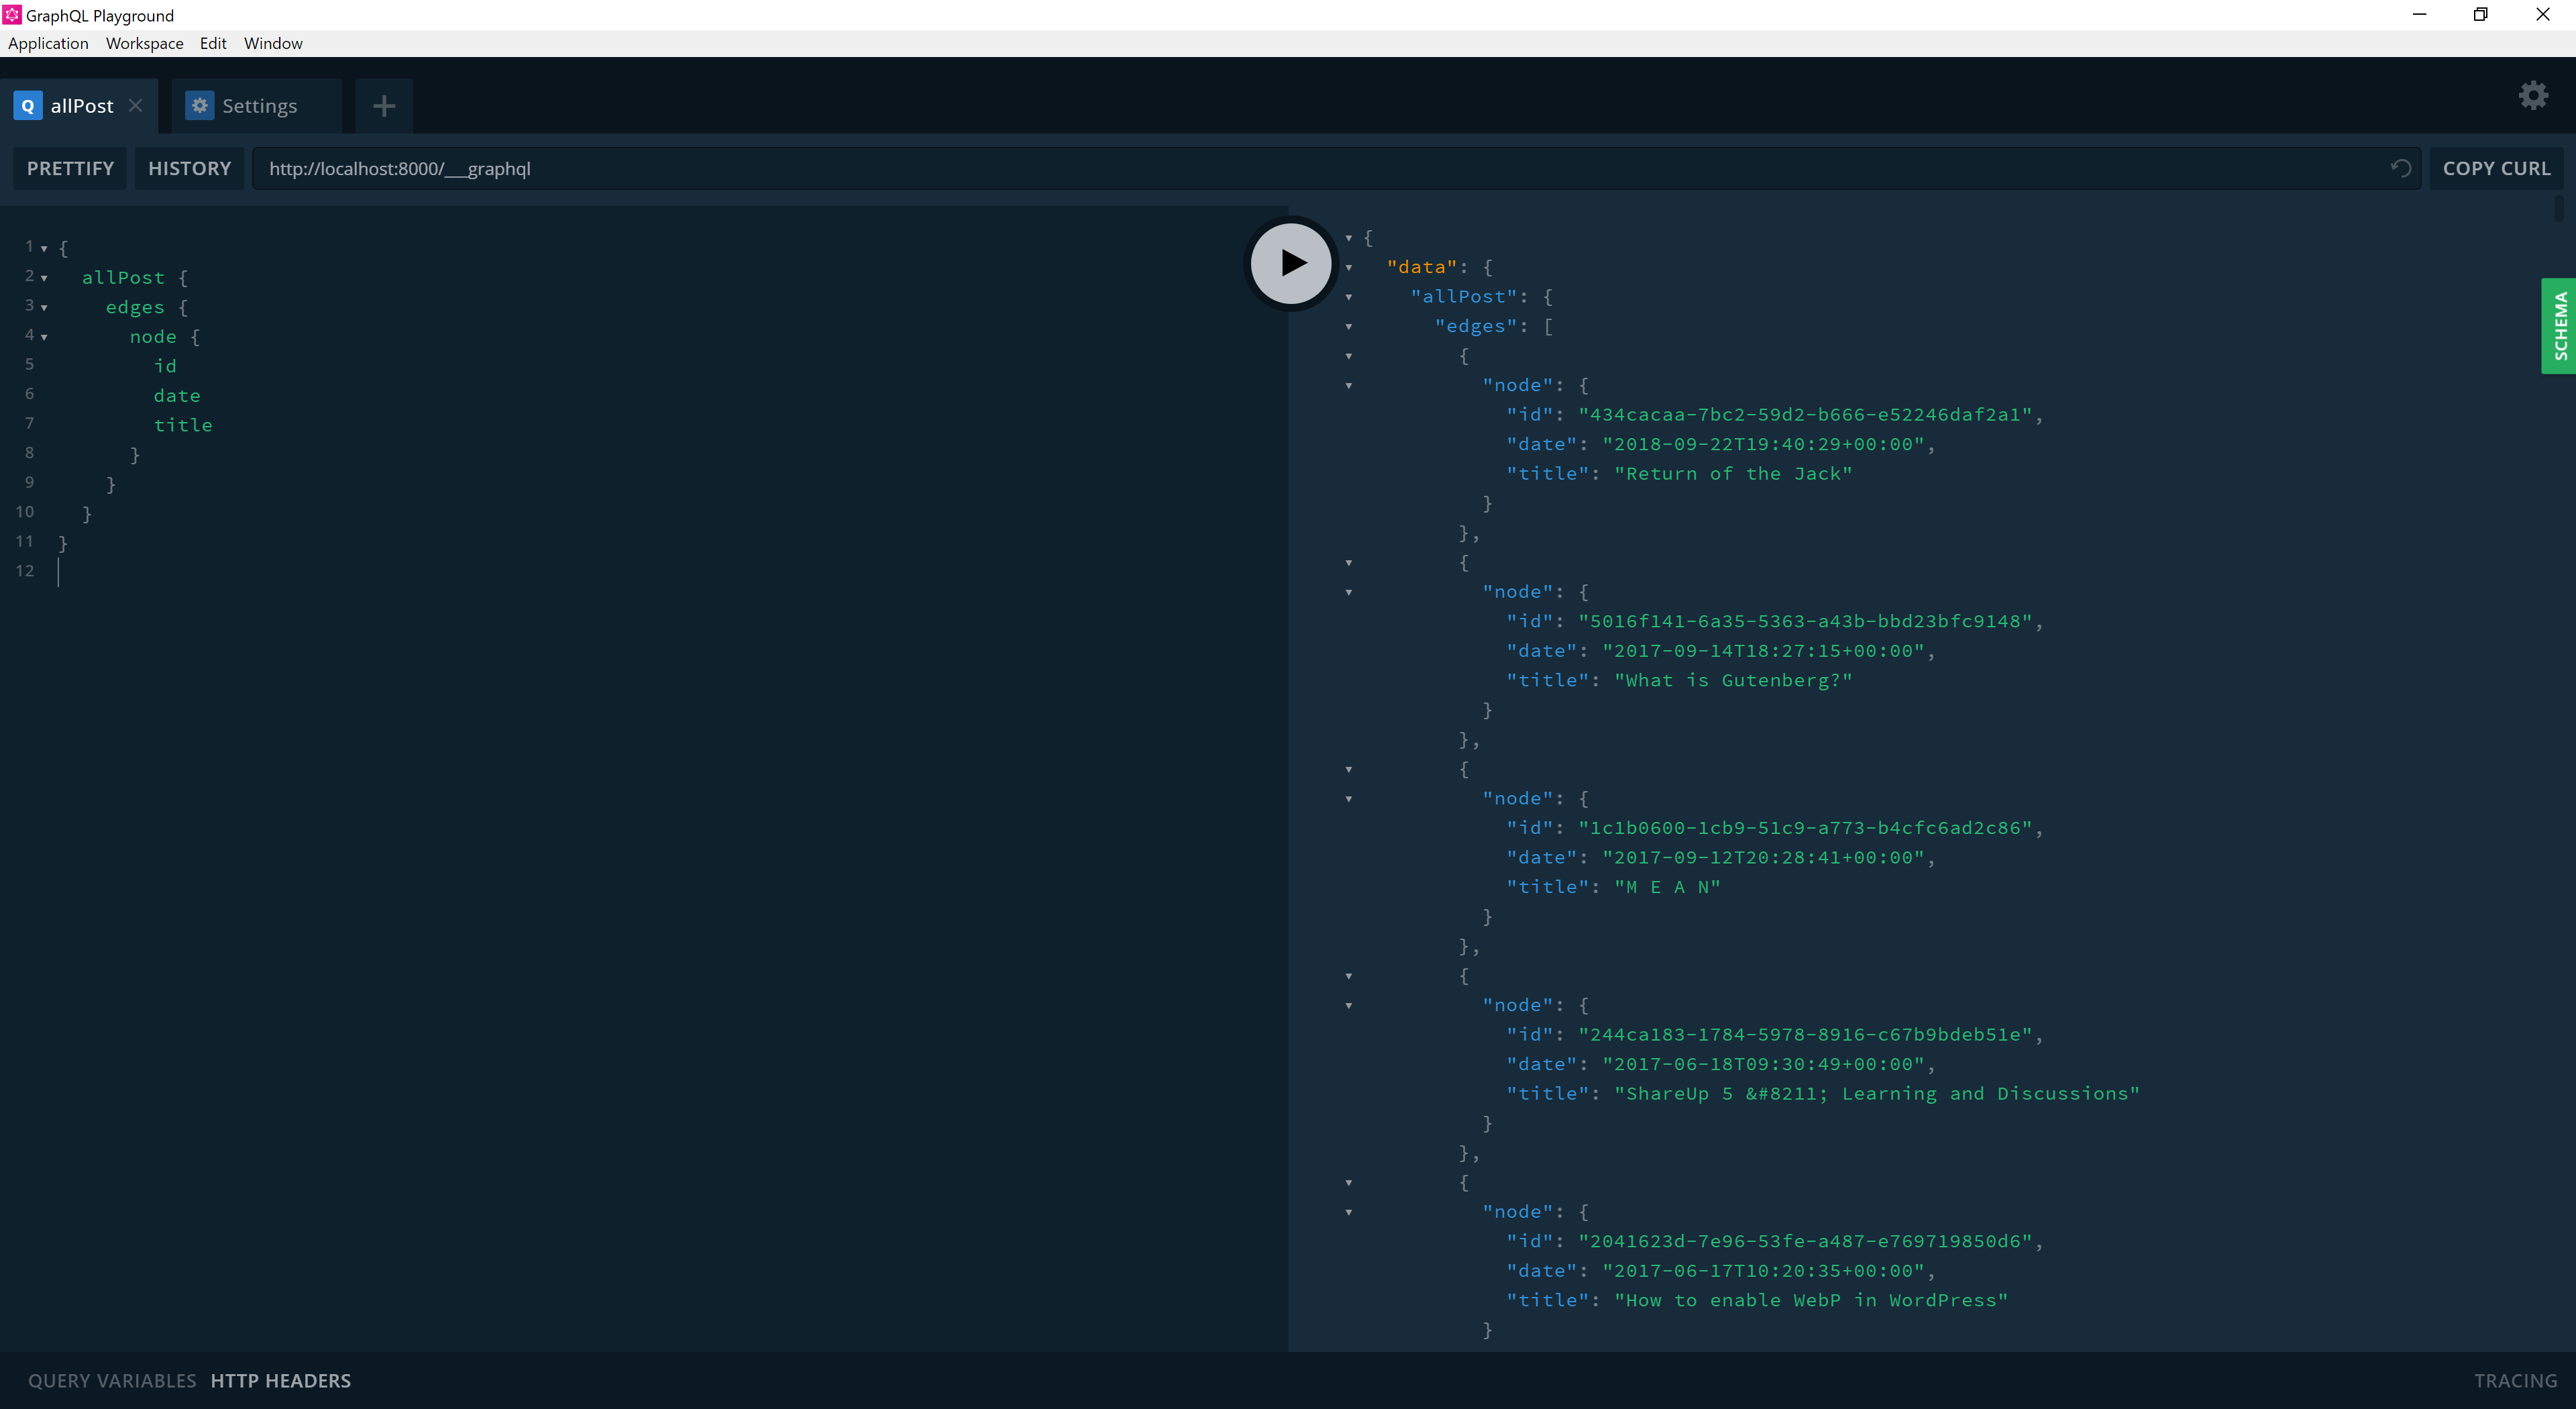 GraphQL Playground
Application Workspace Edit Window
Q allPost Settings
PRETTIFY HISTORY http://localhost:8000/___graphql COPY CURL
1 {
2 allPost {
3 edges {
4 node {
5 id
6 date
7 title
8 }
9 }
10 }
11 }
12
{
"data": {
"allPost": {
"edges": [
{
"node": {
"id": "434cacaa-7bc2-59d2-b666-e52246daf2a1",
"date": "2018-09-22T19:40:29+00:00",
"title": "Return of the Jack"
}
},
{
"node": {
"id": "5016f141-6a35-5363-a43b-bbd23bfc9148",
"date": "2017-09-14T18:27:15+00:00",
"title": "What is Gutenberg?"
}
},
{
"node": {
"id": "1c1b0600-1cb9-51c9-a773-b4cfc6ad2c86",
"date": "2017-09-12T20:28:41+00:00",
"title": "M E A N"
}
},
{
"node": {
"id": "244ca183-1784-5978-8916-c67b9bdeb51e",
"date": "2017-06-18T09:30:49+00:00",
"title": "ShareUp 5 &#8211; Learning and Discussions"
}
},
{
"node": {
"id": "2041623d-7e96-53fe-a487-e769719850d6",
"date": "2017-06-17T10:20:35+00:00",
"title": "How to enable WebP in WordPress"
}
SCHEMA
QUERY VARIABLES HTTP HEADERS TRACING